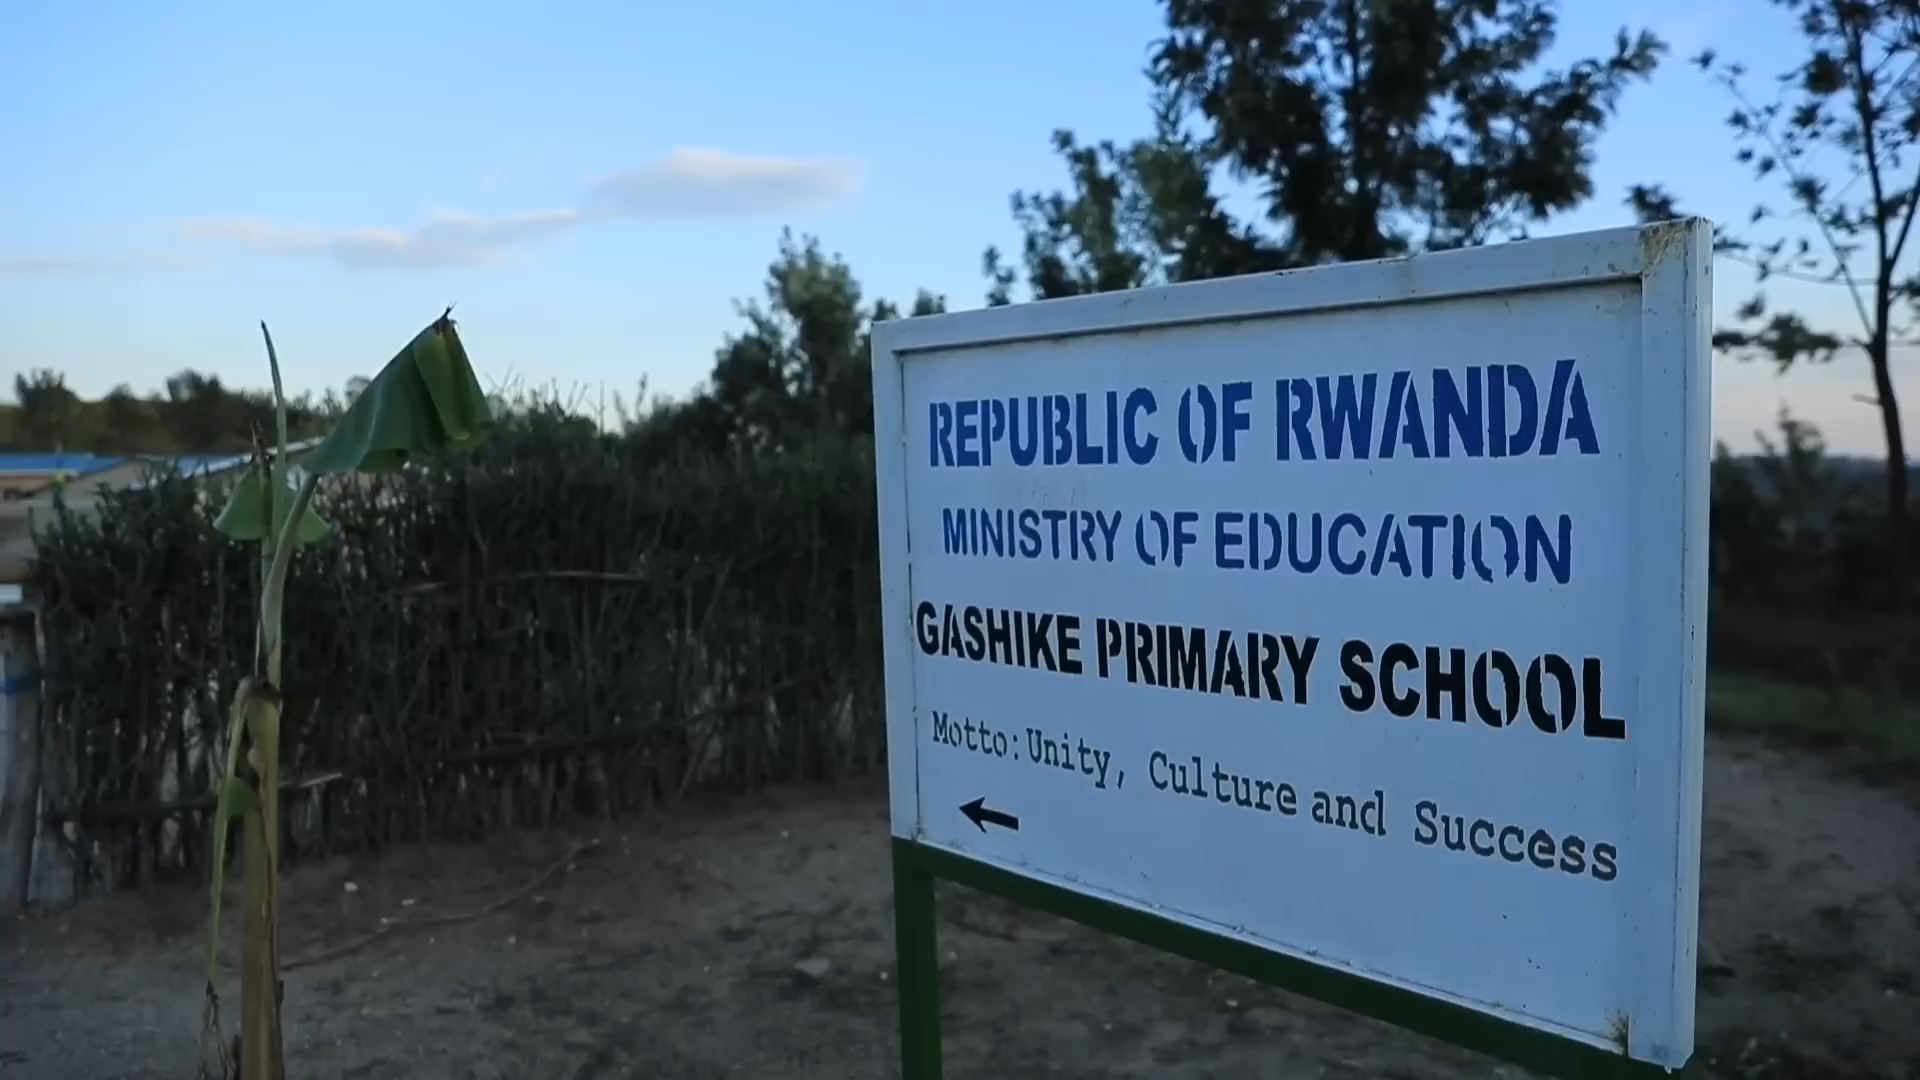 REPUBLIC OF RWANDA
MINISTRY OF EDUCATION
GASHIKE PRIMARY SCHOOL
Motto: Unity, Culture and Success